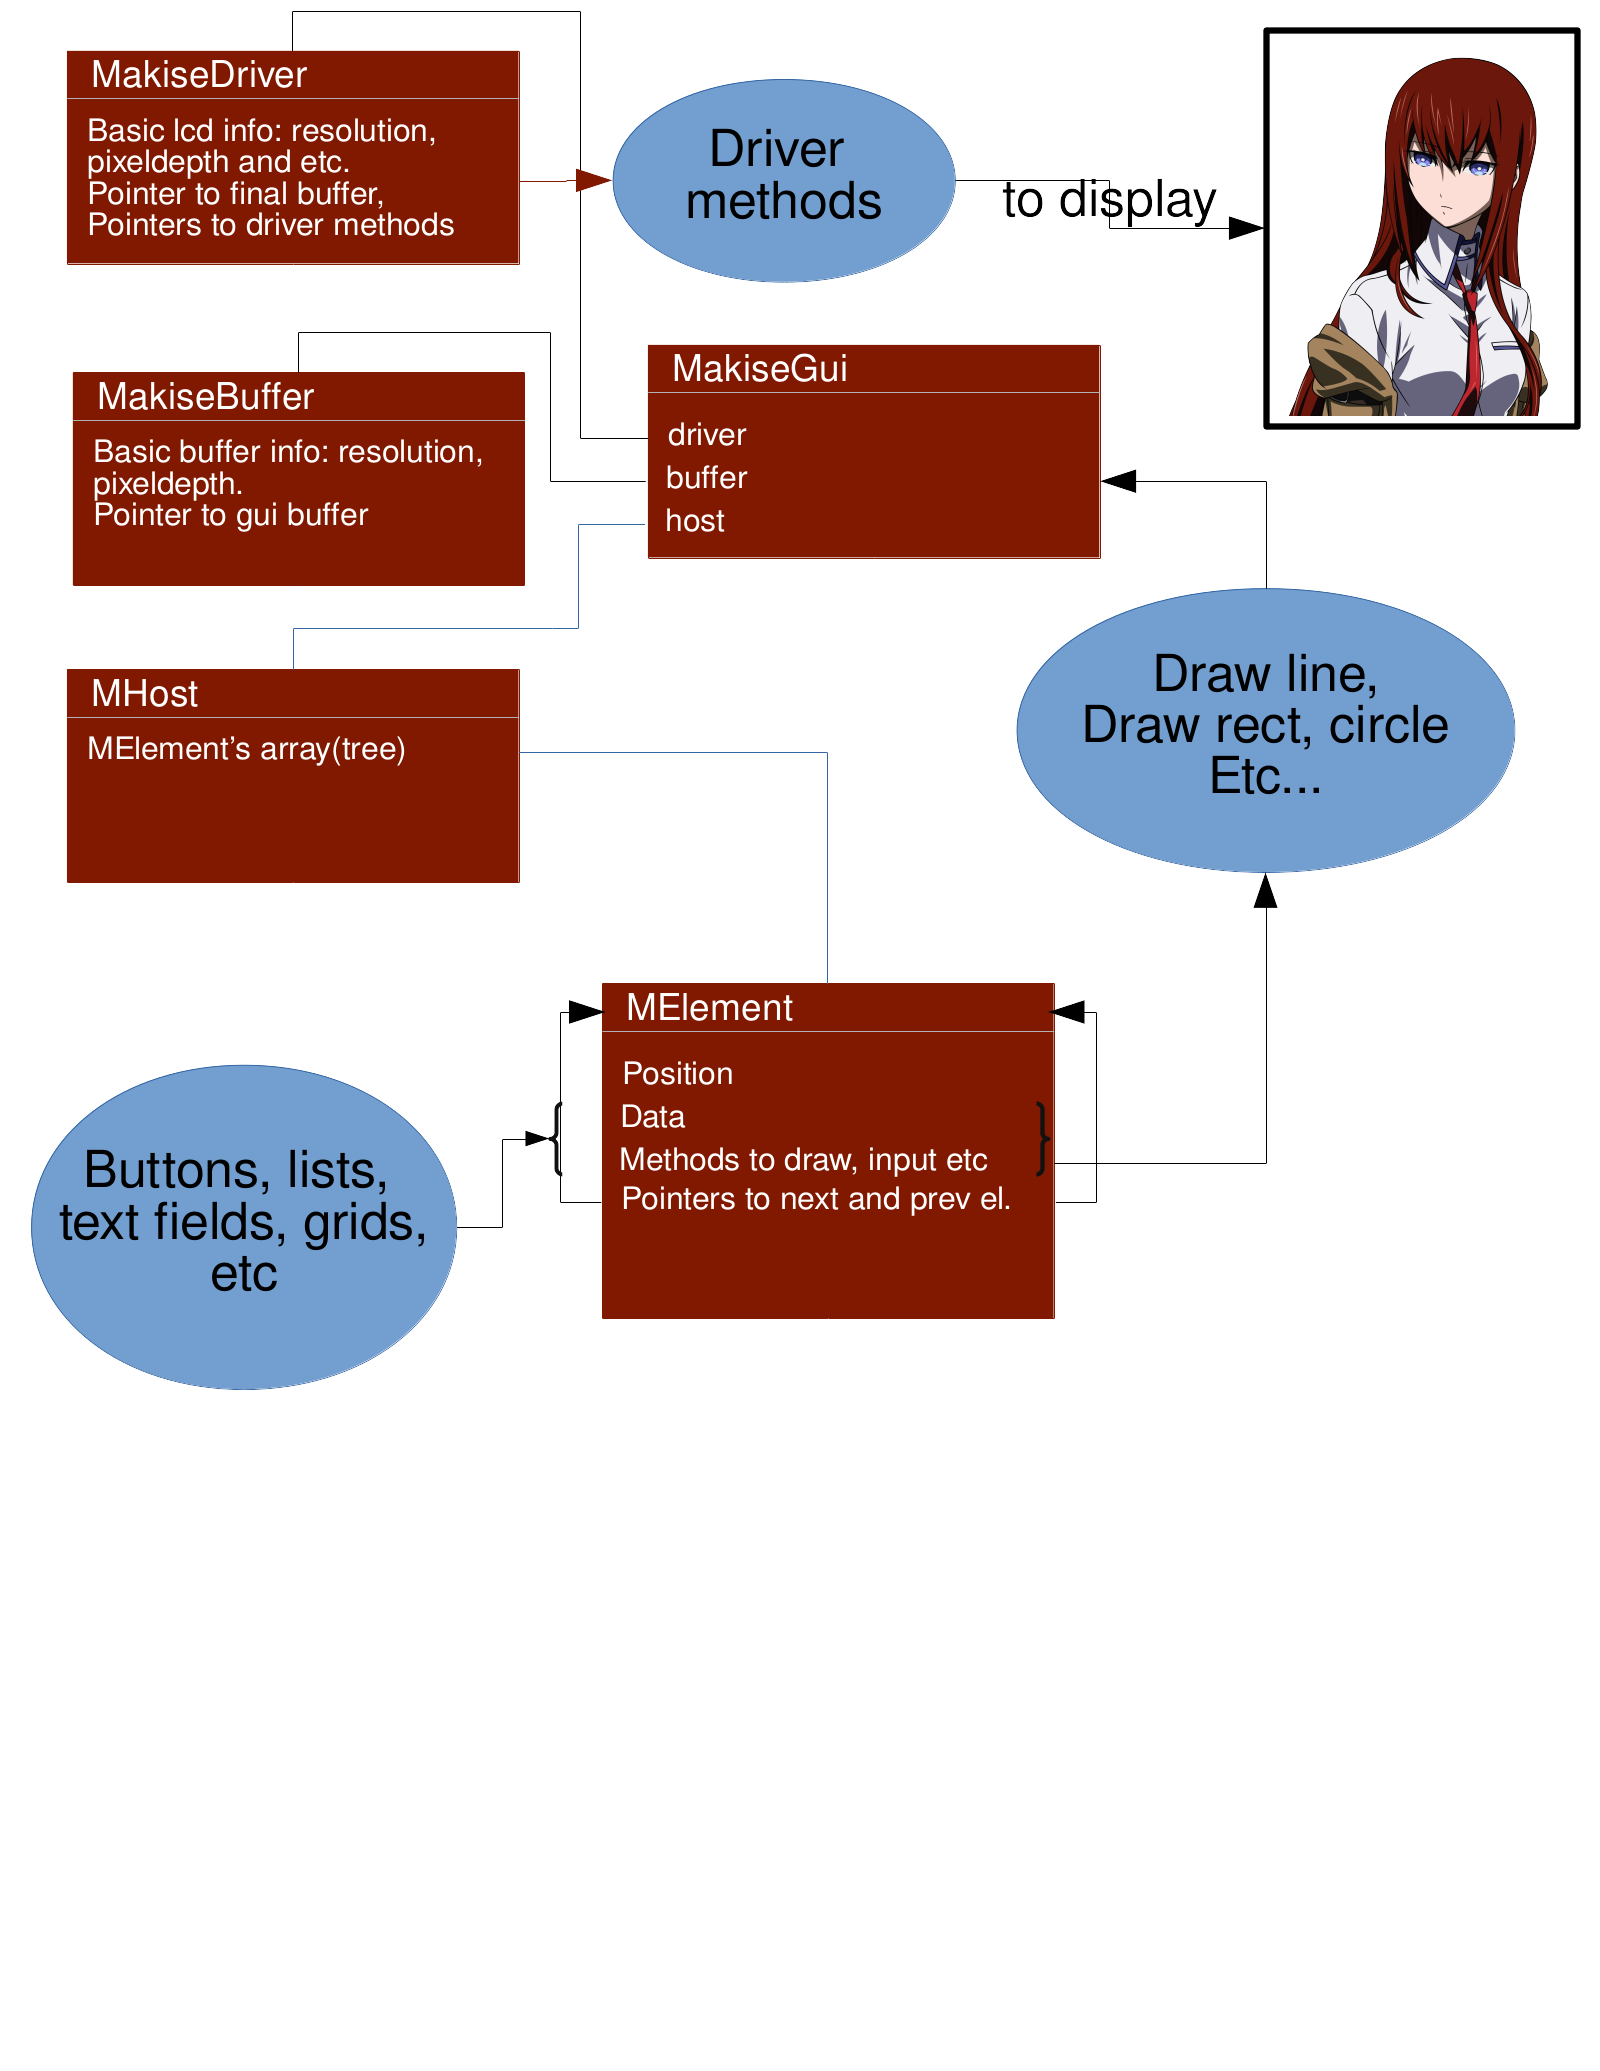 MakiseDriver
Basic lcd info: resolution,
pixeldepth and etc.
Pointer to final buffer,
Pointers to driver methods
Driver
methods
to display
MakiseBuffer
Basic buffer info: resolution,
pixeldepth.
Pointer to gui buffer
MakiseGui
driver
buffer
host
MHost
MElement’s array(tree)
Draw line,
Draw rect, circle
Etc...
MElement
Position
Data
Methods to draw, input etc
Pointers to next and prev el.
Buttons, lists,
text fields, grids,
etc